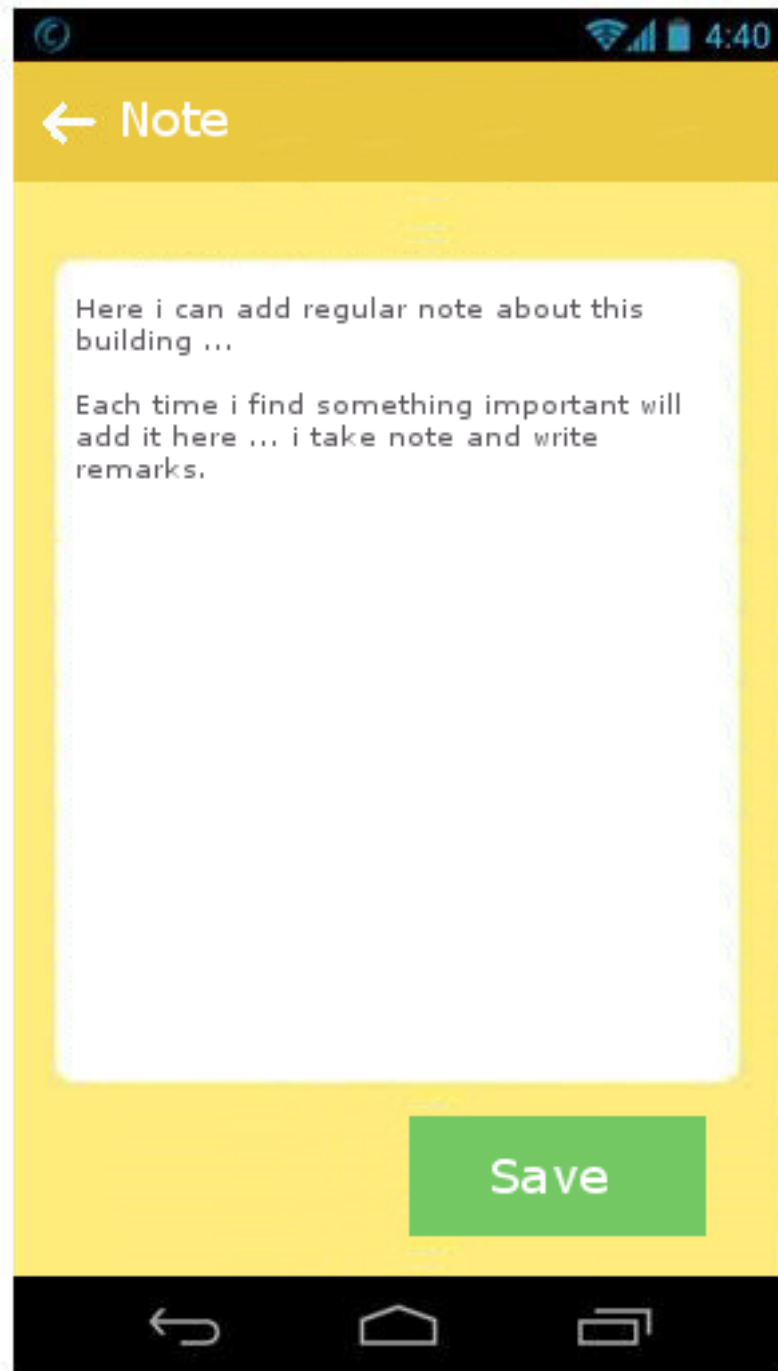 4:40
Note
Here i can add regular note about this
building ...
Each time i find something important will
add it here ... i take note and write
remarks.
Save